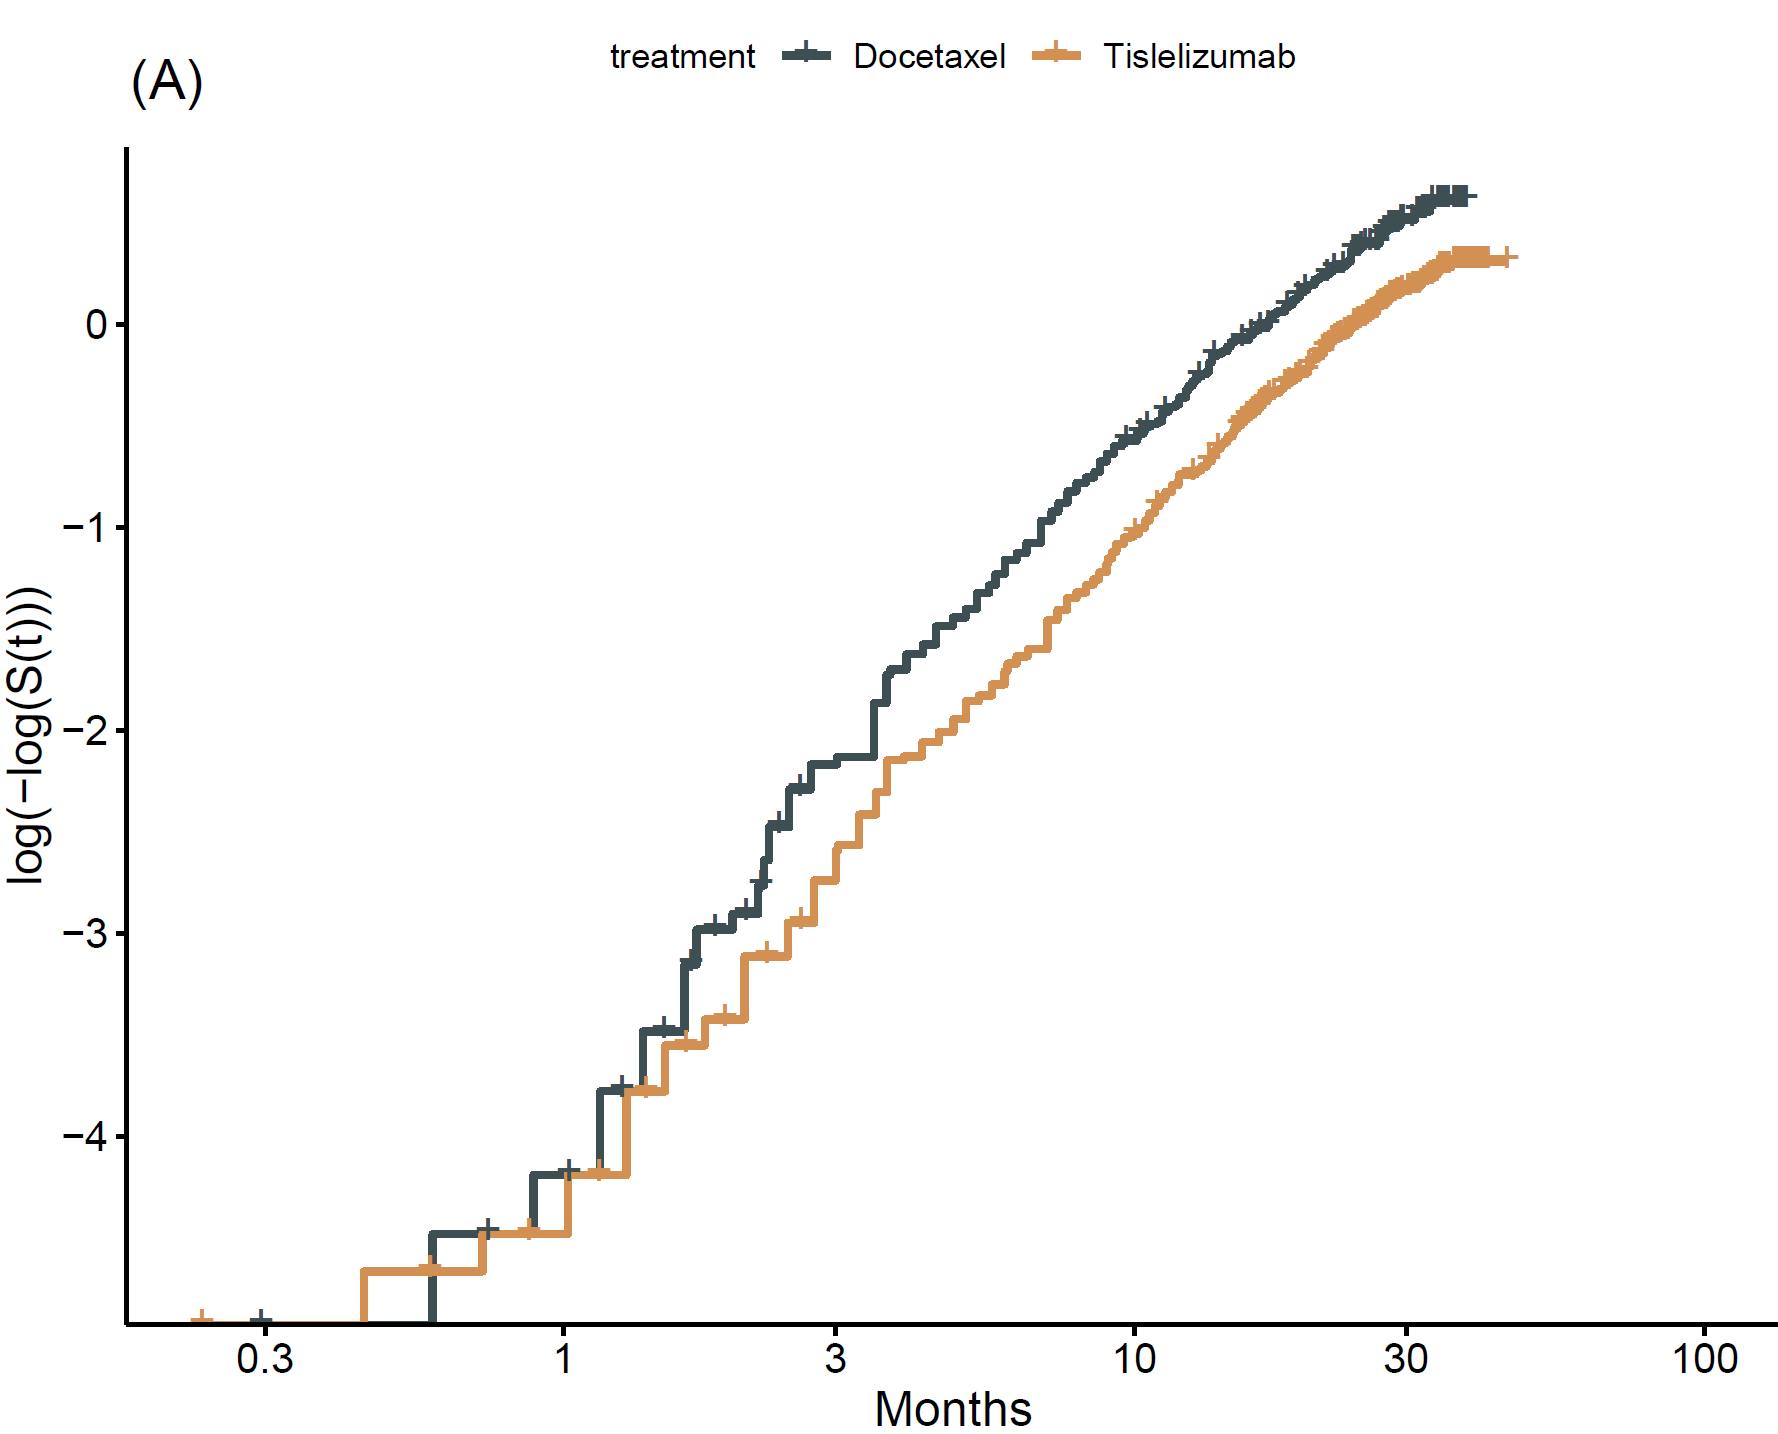 (A)
treatment Docetaxel Tislelizumab
log(−log(S(t)))
0
−1
−2
−3
−4
0.3 1 3 10 30 100
Months